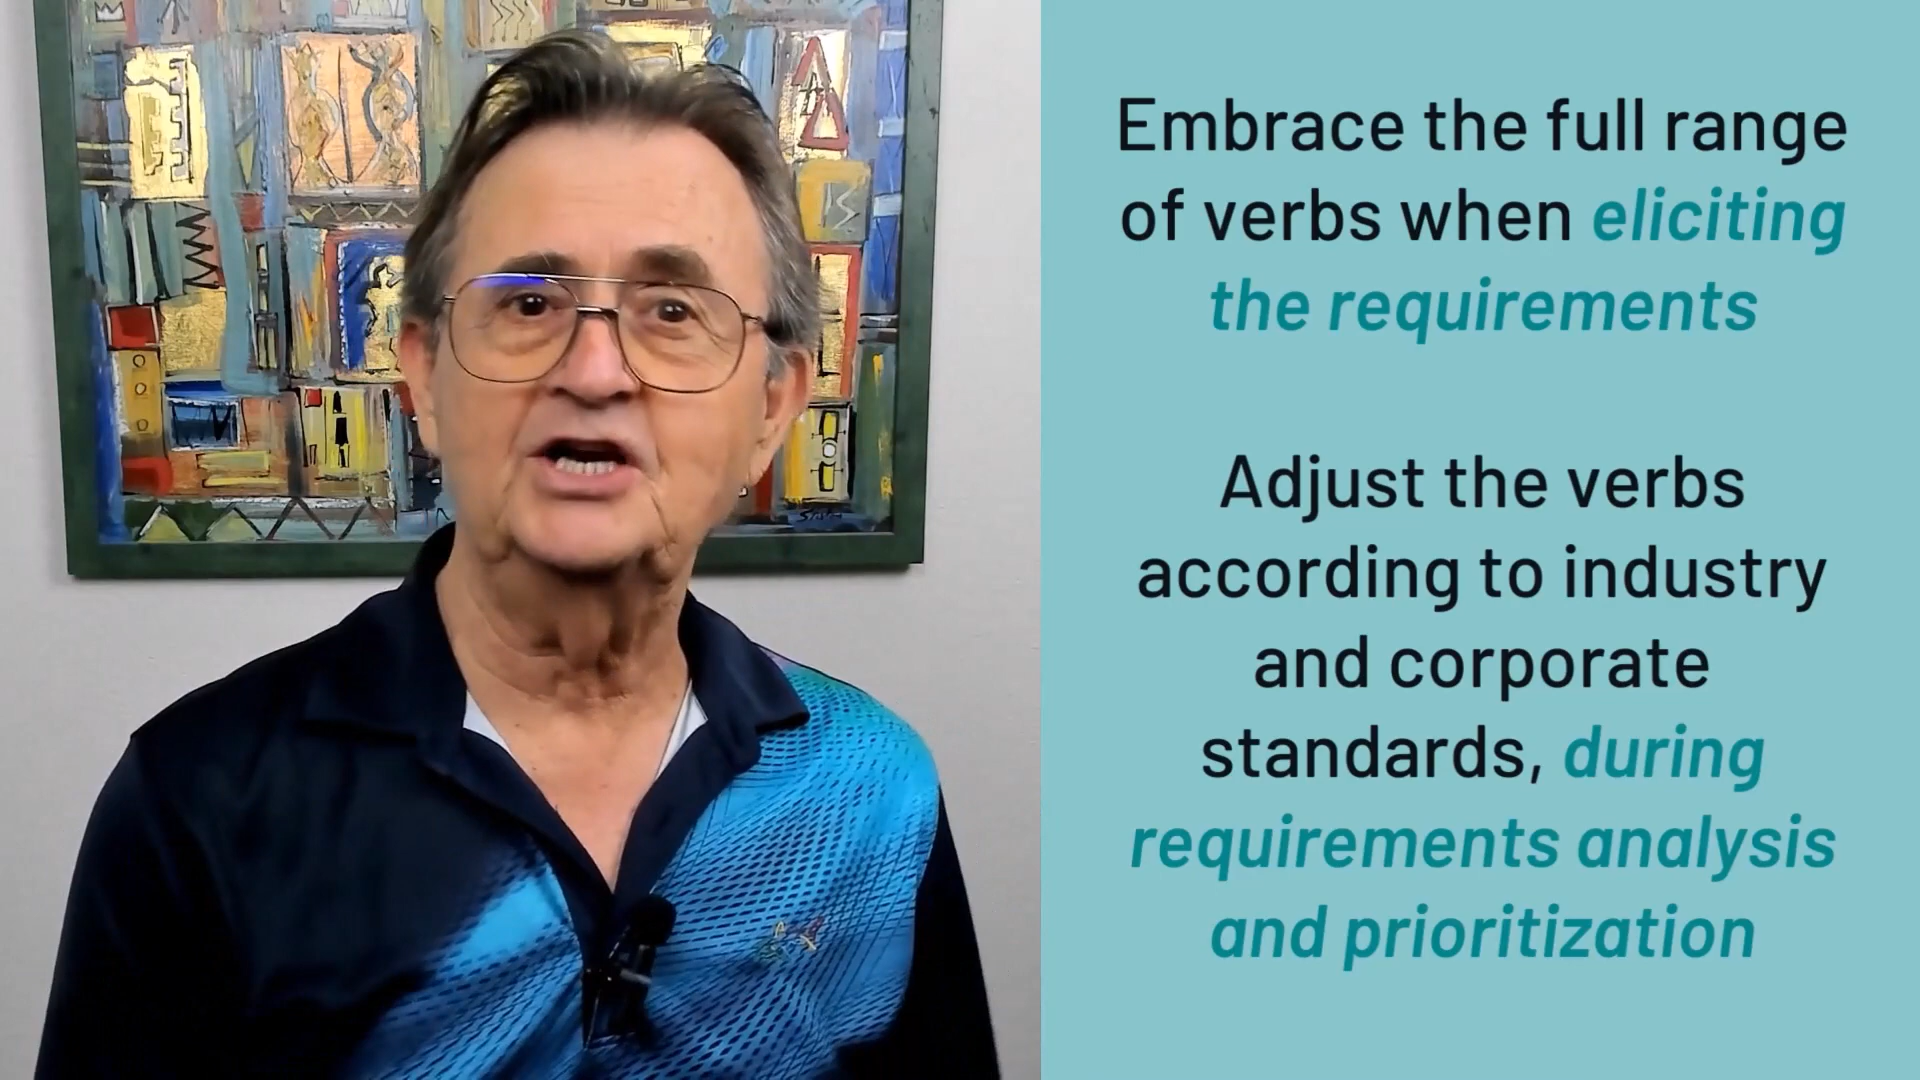 Embrace the full range
of verbs when eliciting
the requirements
Adjust the verbs
according to industry
and corporate
standards, during
requirements analysis
and prioritization